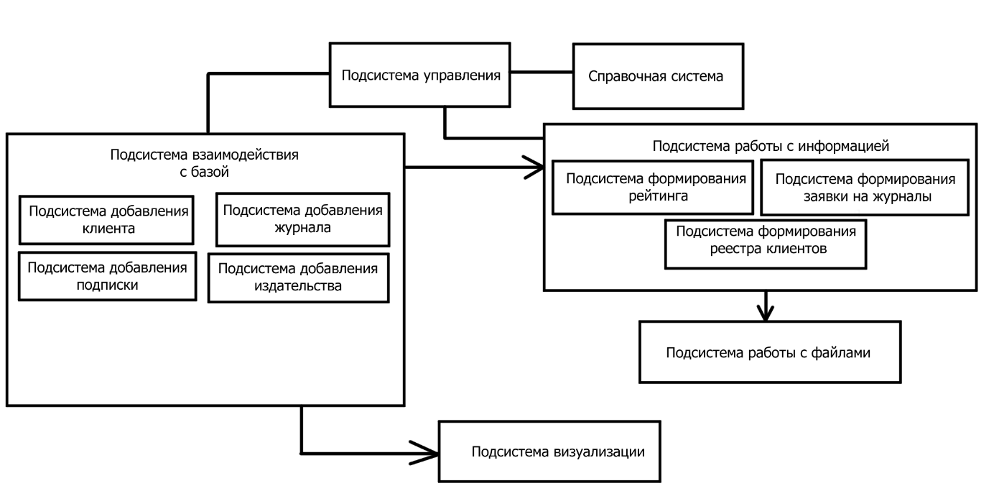 Подсистема управления
Справочная система
Подсистема взаимодействия
с базой
Подсистема добавления
клиента
Подсистема добавления
журнала
Подсистема добавления
подписки
Подсистема добавления
издательства
Подсистема работы с информацией
Подсистема формирования
рейтинга
Подсистема формирования
заявки на журналы
Подсистема формирования
реестра клиентов
Подсистема работы с файлами
Подсистема визуализации